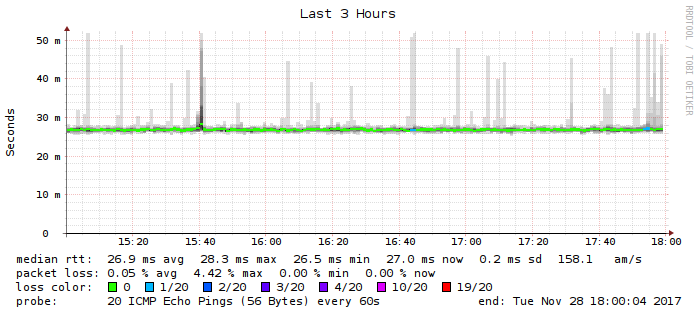 Last 3 Hours
RRDTOOL / TOBI OETIKER
Seconds
50 m
40 m
30 m
20 m
10 m
0
15:20 15:40 16:00 16:20 16:40 17:00 17:20 17:40 18:00
median rtt: 26.9 ms avg 28.3 ms max 26.5 ms min 27.0 ms now 0.2 ms sd 158.1 am/s
packet loss: 0.05 % avg 4.42 % max 0.00 % min 0.00 % now
loss color: 0 1/20 2/20 3/20 4/20 10/20 19/20
probe: 20 ICMP Echo Pings (56 Bytes) every 60s end: Tue Nov 28 18:00:04 2017